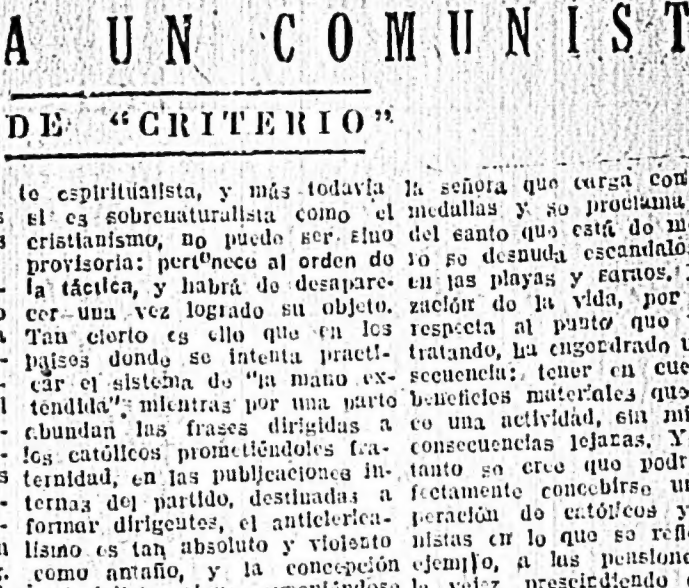 A UN COMUNIST
DE "CRITERIO"
te espiritualista, y más todavía
si es sobrenaturalista como el
cristianismo, no puede ser sino
provisoria: pertenece al orden de
la táctica, y habrá de desapare-
cer una vez logrado su objeto.
Tan cierto es ello que en los
países donde se intenta practi-
car el sistema de "la mano ex-
tendida" mientras por una parte
abundan las frases dirigidas a
los católicos prometiéndoles fra-
ternidad, en las publicaciones in-
ternas del partido, destinadas a
formar dirigentes, el anticlerica-
lismo es tan absoluto y violento
como antaño, y la concepción
la señora que carga con
medallas y se proclama
del santo que está de m
ro se desnuda escandalo
en las playas y saraos.
zación de la vida, por
respecta al punto que
tratando, ha engendrado u
secuencia: tener en cue
beneficios materiales que
ce una actividad, sin mi
consecuencias lejanas. Y
tanto se cree que podr
fectamente concebirse un
peración de católicos y
nistas en lo que se refi
ejemplo, a las pensione
la vejez prescindiendo